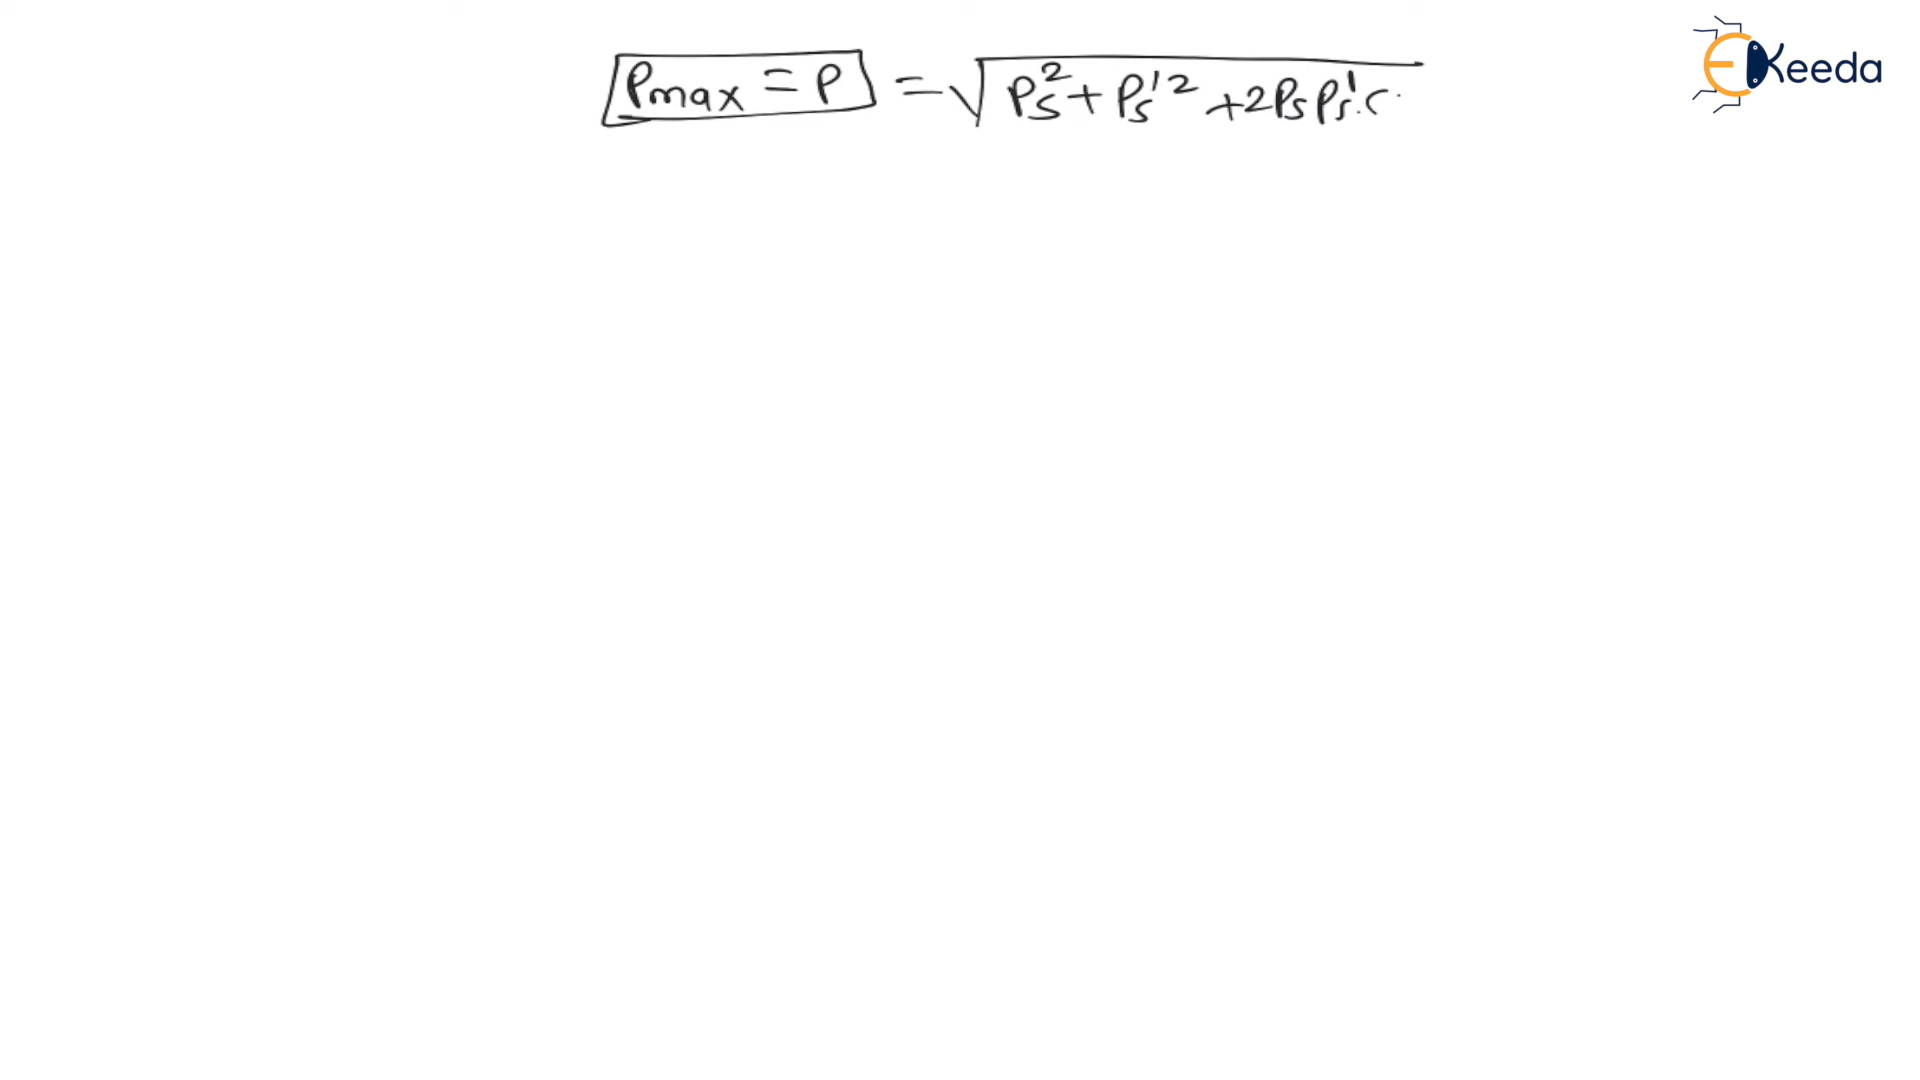 Pmax = P = √Ps² + Ps'² + 2Ps Ps'.c
EKeeda